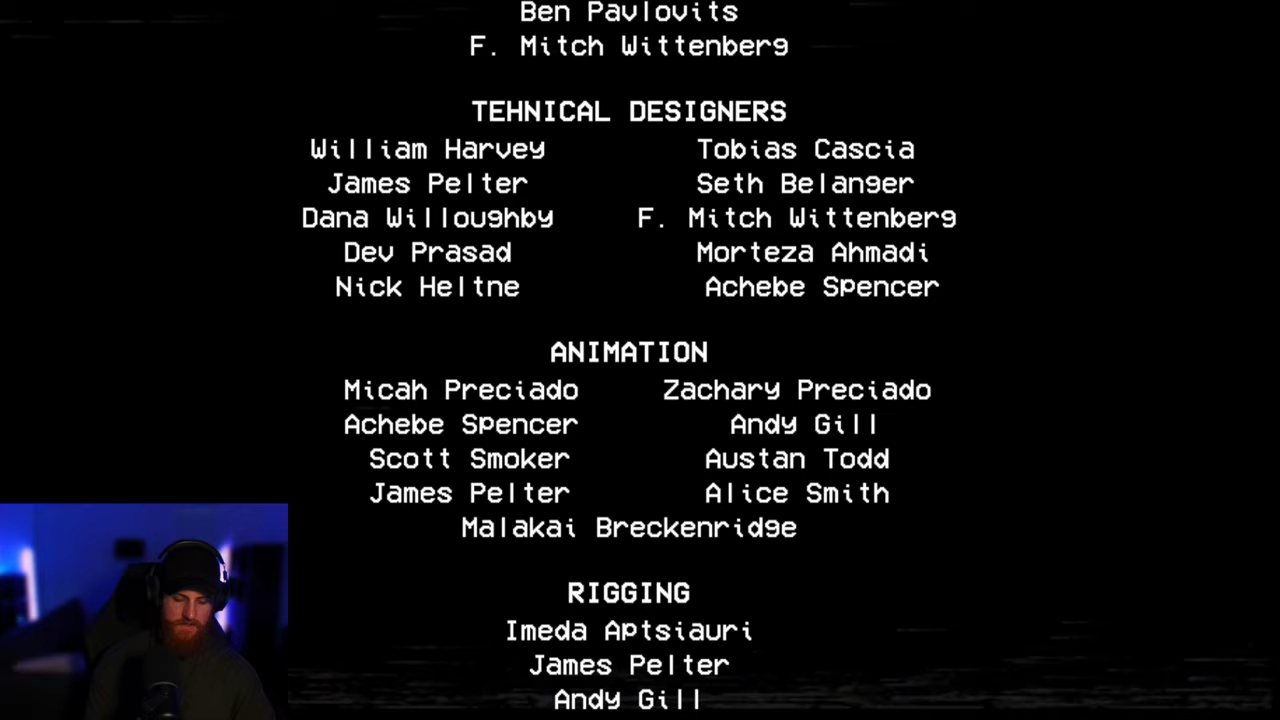 Ben Pavlovits
F. Mitch Wittenberg
TEHNICAL DESIGNERS
William Harvey Tobias Cascia
James Pelter Seth Belanger
Dana Willoughby F. Mitch Wittenberg
Dev Prasad Morteza Ahmadi
Nick Heltne Achebe Spencer
ANIMATION
Micah Preciado Zachary Preciado
Achebe Spencer Andy Gill
Scott Smoker Austan Todd
James Pelter Alice Smith
Malakai Breckenridge
RIGGING
Imeda Aptsiauri
James Pelter
Andy Gill